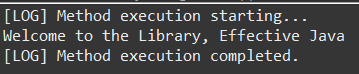 [LOG] Method execution starting...
Welcome to the Library, Effective Java
[LOG] Method execution completed.